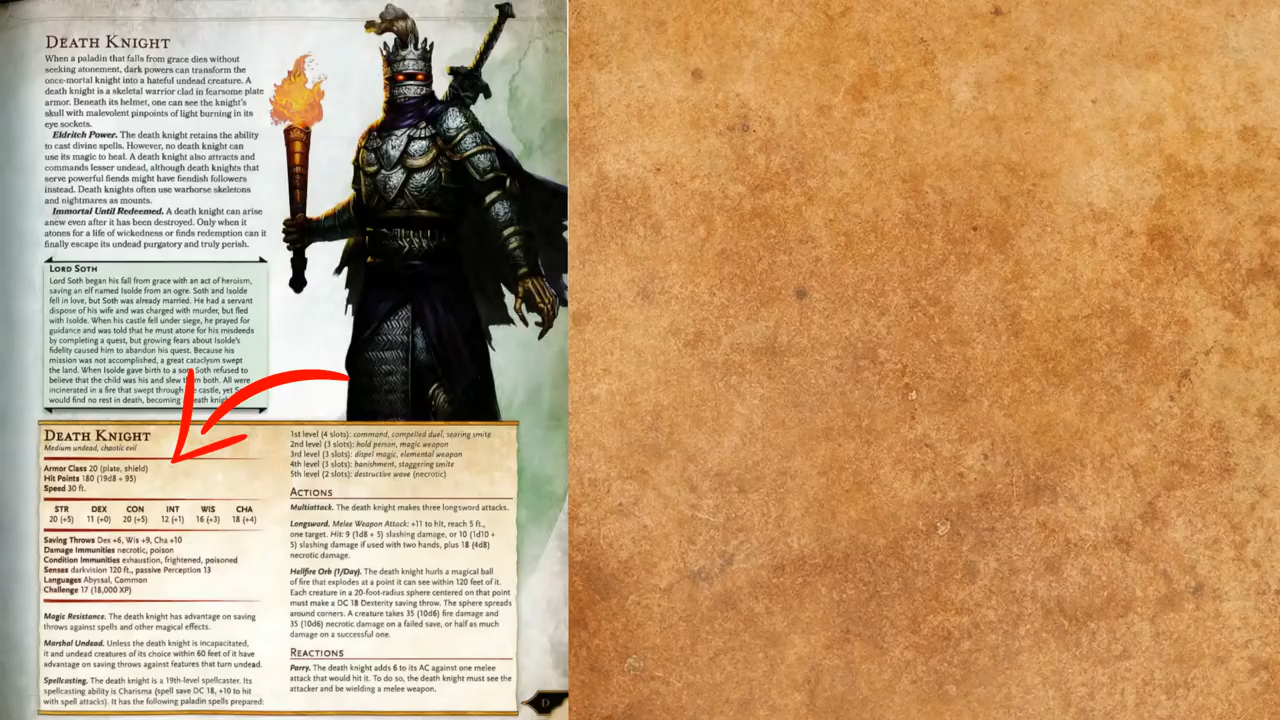 DEATH KNIGHT
When a paladin that falls from grace dies without
seeking atonement, dark powers can transform the
once-mortal knight into a hateful undead creature. A
death knight is a skeletal warrior clad in fearsome plate
armor. Beneath its helmet, one can see the knight's
skull with malevolent pinpoints of light burning in its
eye sockets.
Eldritch Power. The death knight retains the ability
to cast divine spells. However, no death knight can
use its magic to heal. A death knight also attracts and
commands lesser undead, although death knights that
serve powerful fiends might have fiendish followers
instead. Death knights often use warhorse skeletons
and nightmares as mounts.
Immortal Until Redeemed. A death knight can arise
anew even after it has been destroyed. Only when it
atones for a life of wickedness or finds redemption can it
finally escape its undead purgatory and truly perish.
LORD SOTH
Lord Soth began his fall from grace with an act of heroism,
saving an elf named Isolde from an ogre. Soth and Isolde
fell in love, but Soth was already married. He had a servant
dispose of his wife and was charged with murder, but fled
with Isolde. When his castle fell under siege, he prayed for
guidance and was told that he must atone for his misdeeds
by completing a quest, but growing fears about Isolde's
fidelity caused him to abandon his quest. Because his
mission was not accomplished, a great cataclysm swept
the land. When Isolde gave birth to a son, Soth refused to
believe that the child was his and slew them both. All were
incinerated in a fire that swept through castle, yet
would find no rest in death, becoming death
DEATH KNIGHT
Medium undead, chaotic evil
Armor Class 20 (plate, shield)
Hit Points 180 (19d8 + 95)
Speed 30 ft.
STR DEX CON INT WIS CHA
20 (+5) 11 (+0) 20 (+5) 12 (+1) 16 (+3) 18 (+4)
Saving Throws Dex +6, Wis +9, Cha +10
Damage Immunities necrotic, poison
Condition Immunities exhaustion, frightened, poisoned
Senses darkvision 120 ft., passive Perception 13
Languages Abyssal, Common
Challenge 17 (18,000 XP)
Magic Resistance. The death knight has advantage on saving
throws against spells and other magical effects.
Marshal Undead. Unless the death knight is incapacitated,
it and undead creatures of its choice within 60 feet of it have
advantage on saving throws against features that turn undead.
Spellcasting. The death knight is a 19th-level spellcaster. Its
spellcasting ability is Charisma (spell save DC 18, +10 to hit
with spell attacks). It has the following paladin spells prepared:
1st level (4 slots): command, compelled duel, searing smite
2nd level (3 slots): hold person, magic weapon
3rd level (3 slots): dispel magic, elemental weapon
4th level (3 slots): banishment, staggering smite
5th level (2 slots): destructive wave (necrotic)
ACTIONS
Multiattack. The death knight makes three longsword attacks.
Longsword. Melee Weapon Attack: +11 to hit, reach 5 ft.,
one target. Hit: 9 (1d8 + 5) slashing damage, or 10 (1d10 +
5) slashing damage if used with two hands, plus 18 (4d8)
necrotic damage.
Hellfire Orb (1/Day). The death knight hurls a magical ball
of fire that explodes at a point it can see within 120 feet of it.
Each creature in a 20-foot-radius sphere centered on that point
must make a DC 18 Dexterity saving throw. The sphere spreads
around corners. A creature takes 35 (10d6) fire damage and
35 (10d6) necrotic damage on a failed save, or half as much
damage on a successful one.
REACTIONS
Parry. The death knight adds 6 to its AC against one melee
attack that would hit it. To do so, the death knight must see the
attacker and be wielding a melee weapon.
D